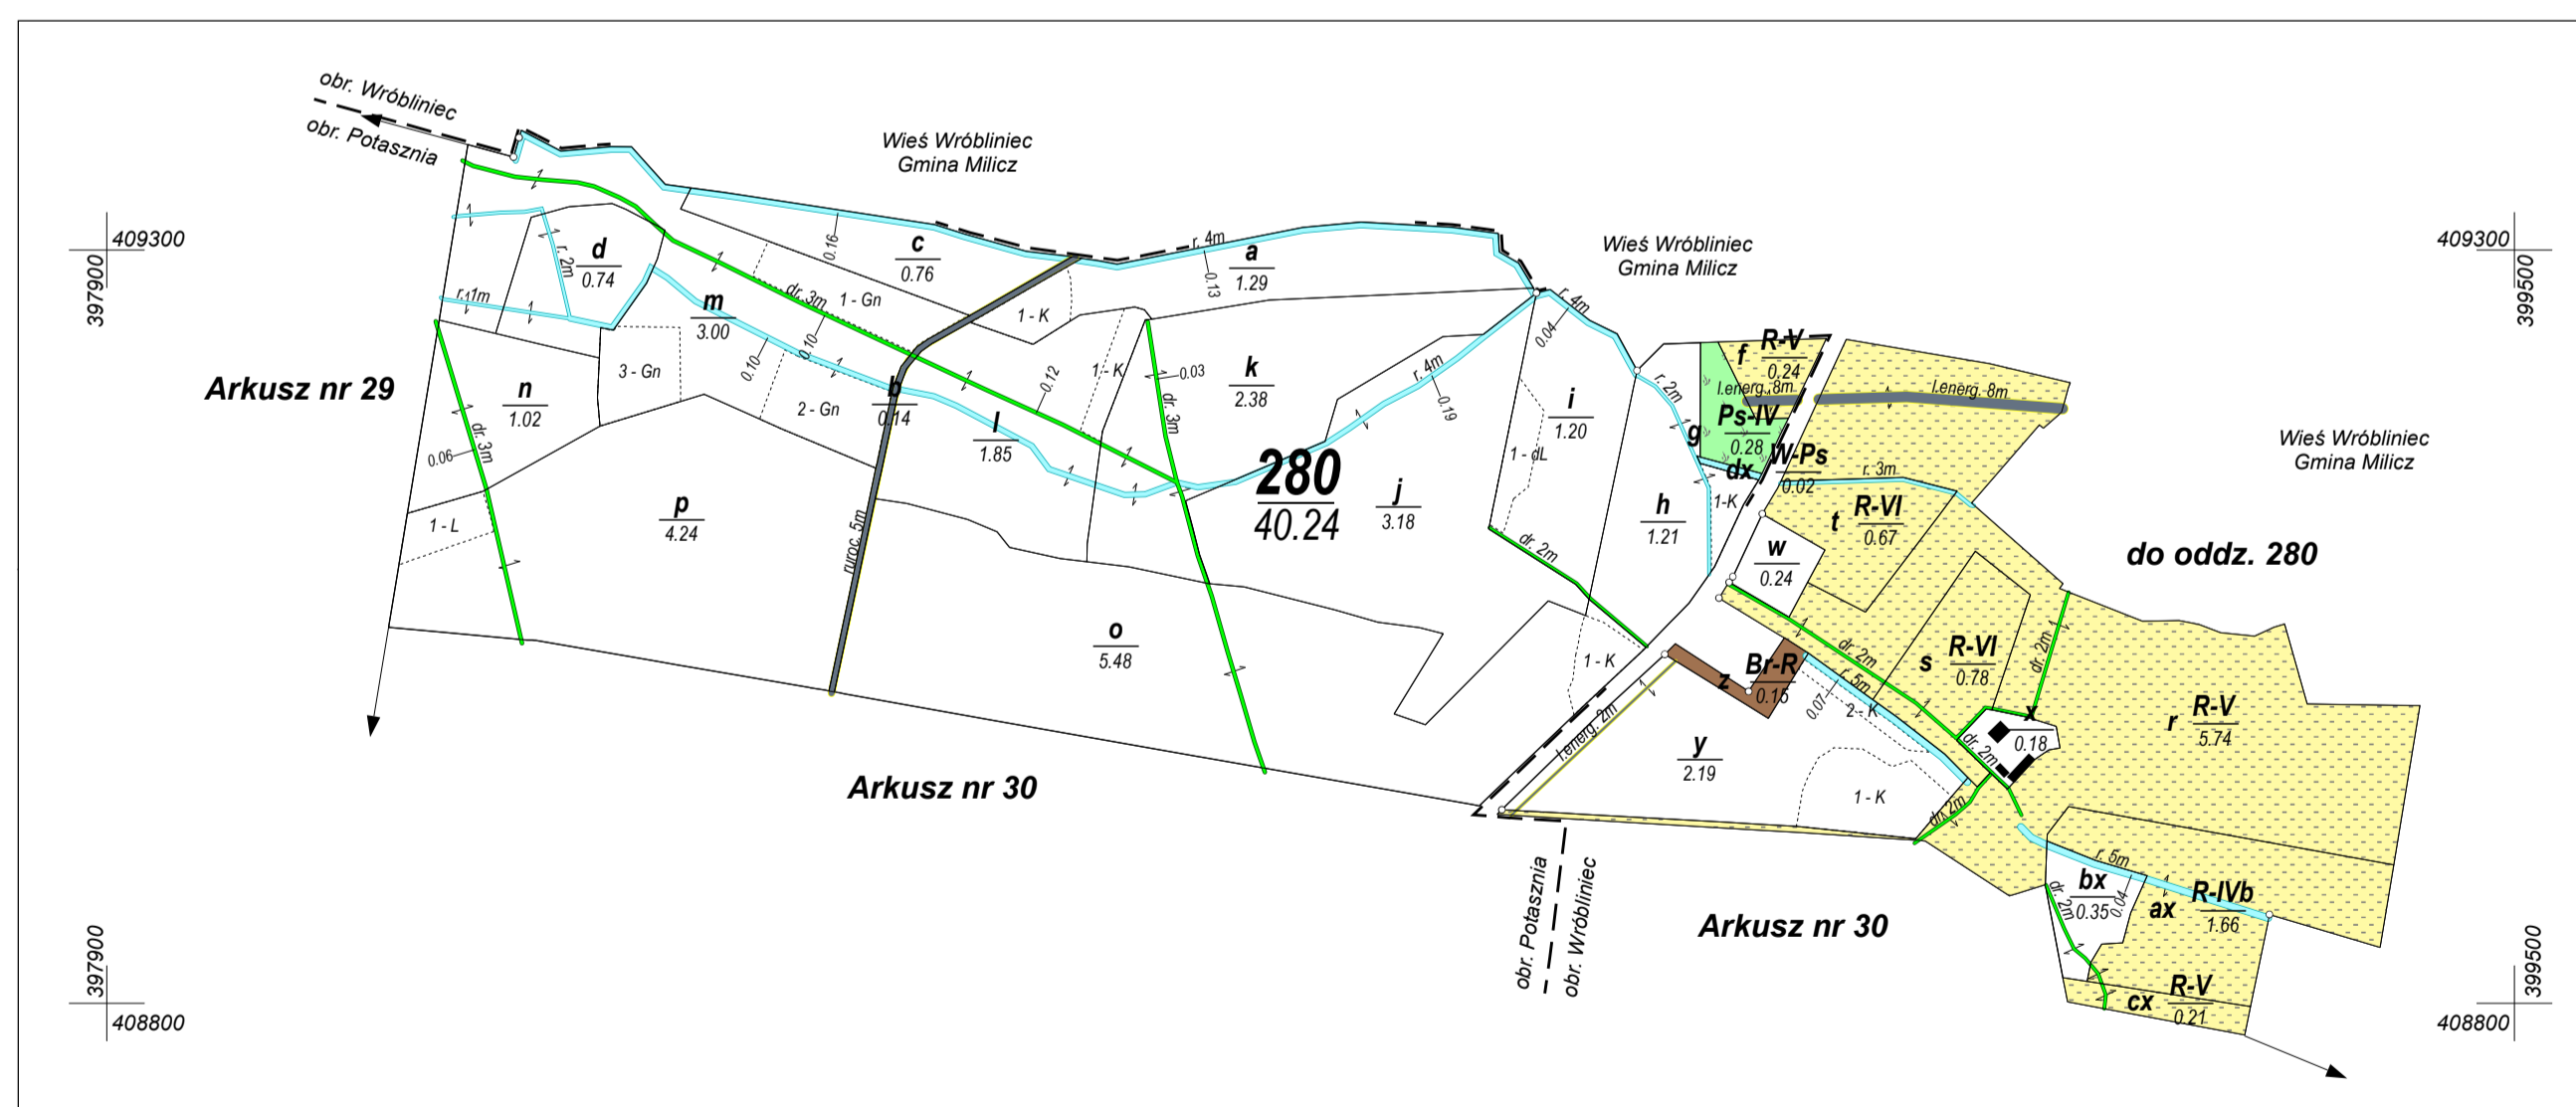 obr. Wróbliniec
obr. Potasznia
Wieś Wróbliniec
Gmina Milicz
409300
397900
409300
399500
Wieś Wróbliniec
Gmina Milicz
Wieś Wróbliniec
Gmina Milicz
Arkusz nr 29
d
0.74
r. 2m
r. 1m
m
3.00
dr. 3m
1 - Gn
0.16
c
0.76
r. 4m
a
1.29
0.13
1 - K
3 - Gn
0.10
0.10
2 - Gn
n
1.02
0.06
dr. 3m
1 - L
p
4.24
b
0.14
l
1.85
0.12
1 - K
0.03
dr. 3m
k
2.38
r. 4m
0.19
280
40.24
j
3.18
ruroc. 5m
o
5.48
i
1.20
1 - dL
0.04
r. 4m
r. 2m
h
1.21
dr. 2m
1 - K
f
R-V
0.24
l.energ. 8m
l.energ. 8m
Ps-IV
0.28
g
dx
W-Ps
0.02
1-K
r. 3m
t
R-VI
0.67
w
0.24
do oddz. 280
dr. 2m
s
R-VI
0.78
dr. 2m
r
R-V
5.74
z
Br-R
0.15
r. 5m
0.07
2 - K
x
0.18
dr. 2m
l.energ. 2m
y
2.19
1 - K
dr. 2m
Arkusz nr 30
Arkusz nr 30
obr. Potasznia
obr. Wróbliniec
r. 5m
bx
0.35
0.04
dr. 2m
ax
R-IVb
1.66
cx
R-V
0.21
397900
408800
399500
408800